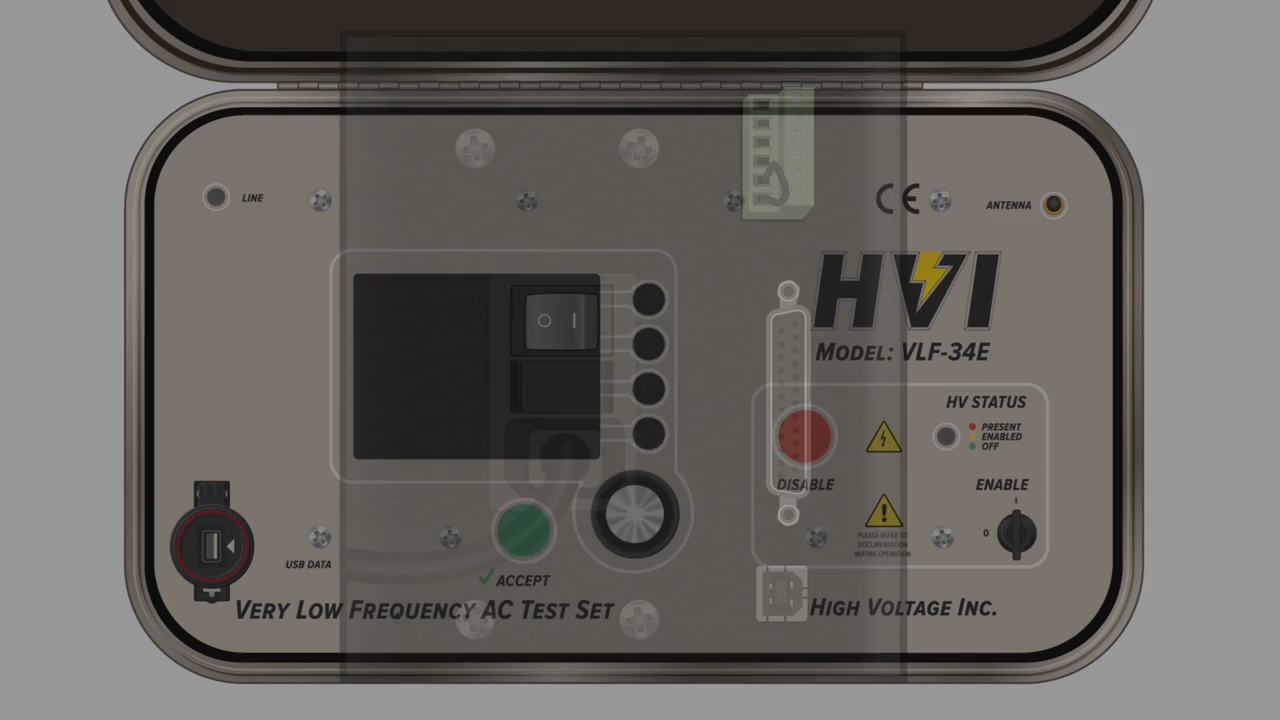 LINE
ANTENNA
CE
HVI
MODEL: VLF-34E
HV STATUS
PRESENT
ENABLED
OFF
DISABLE
ENABLE
I
0
PLEASE REFER TO
DOCUMENTATION
BEFORE OPERATION
USB DATA
✓ACCEPT
VERY LOW FREQUENCY AC TEST SET
HIGH VOLTAGE INC.